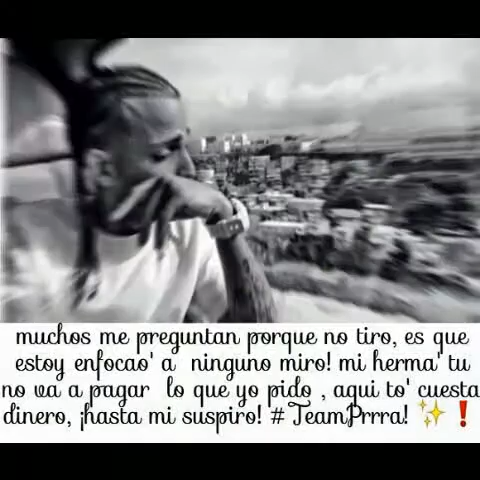 muchos me preguntan porque no tiro, es que
estoy enfocao' a ninguno miro! mi herma' tu
no va a pagar lo que yo pido , aqui to' cuesta
dinero, ¡hasta mi suspiro! # TeamPrrra! ✨❗